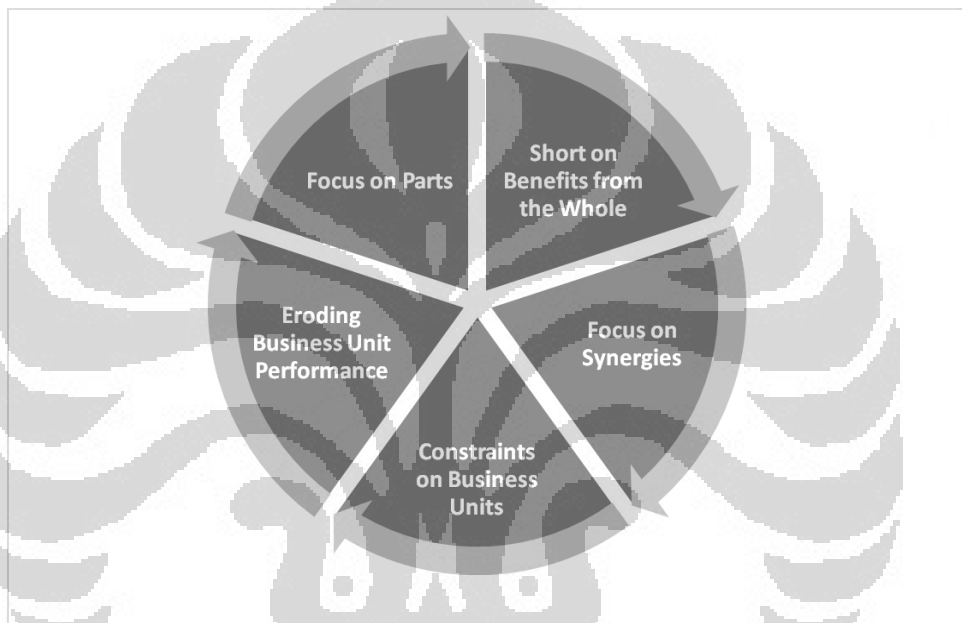 Focus on Parts
Short on
Benefits from
the Whole
Focus on
Synergies
Constraints
on Business
Units
Eroding
Business Unit
Performance